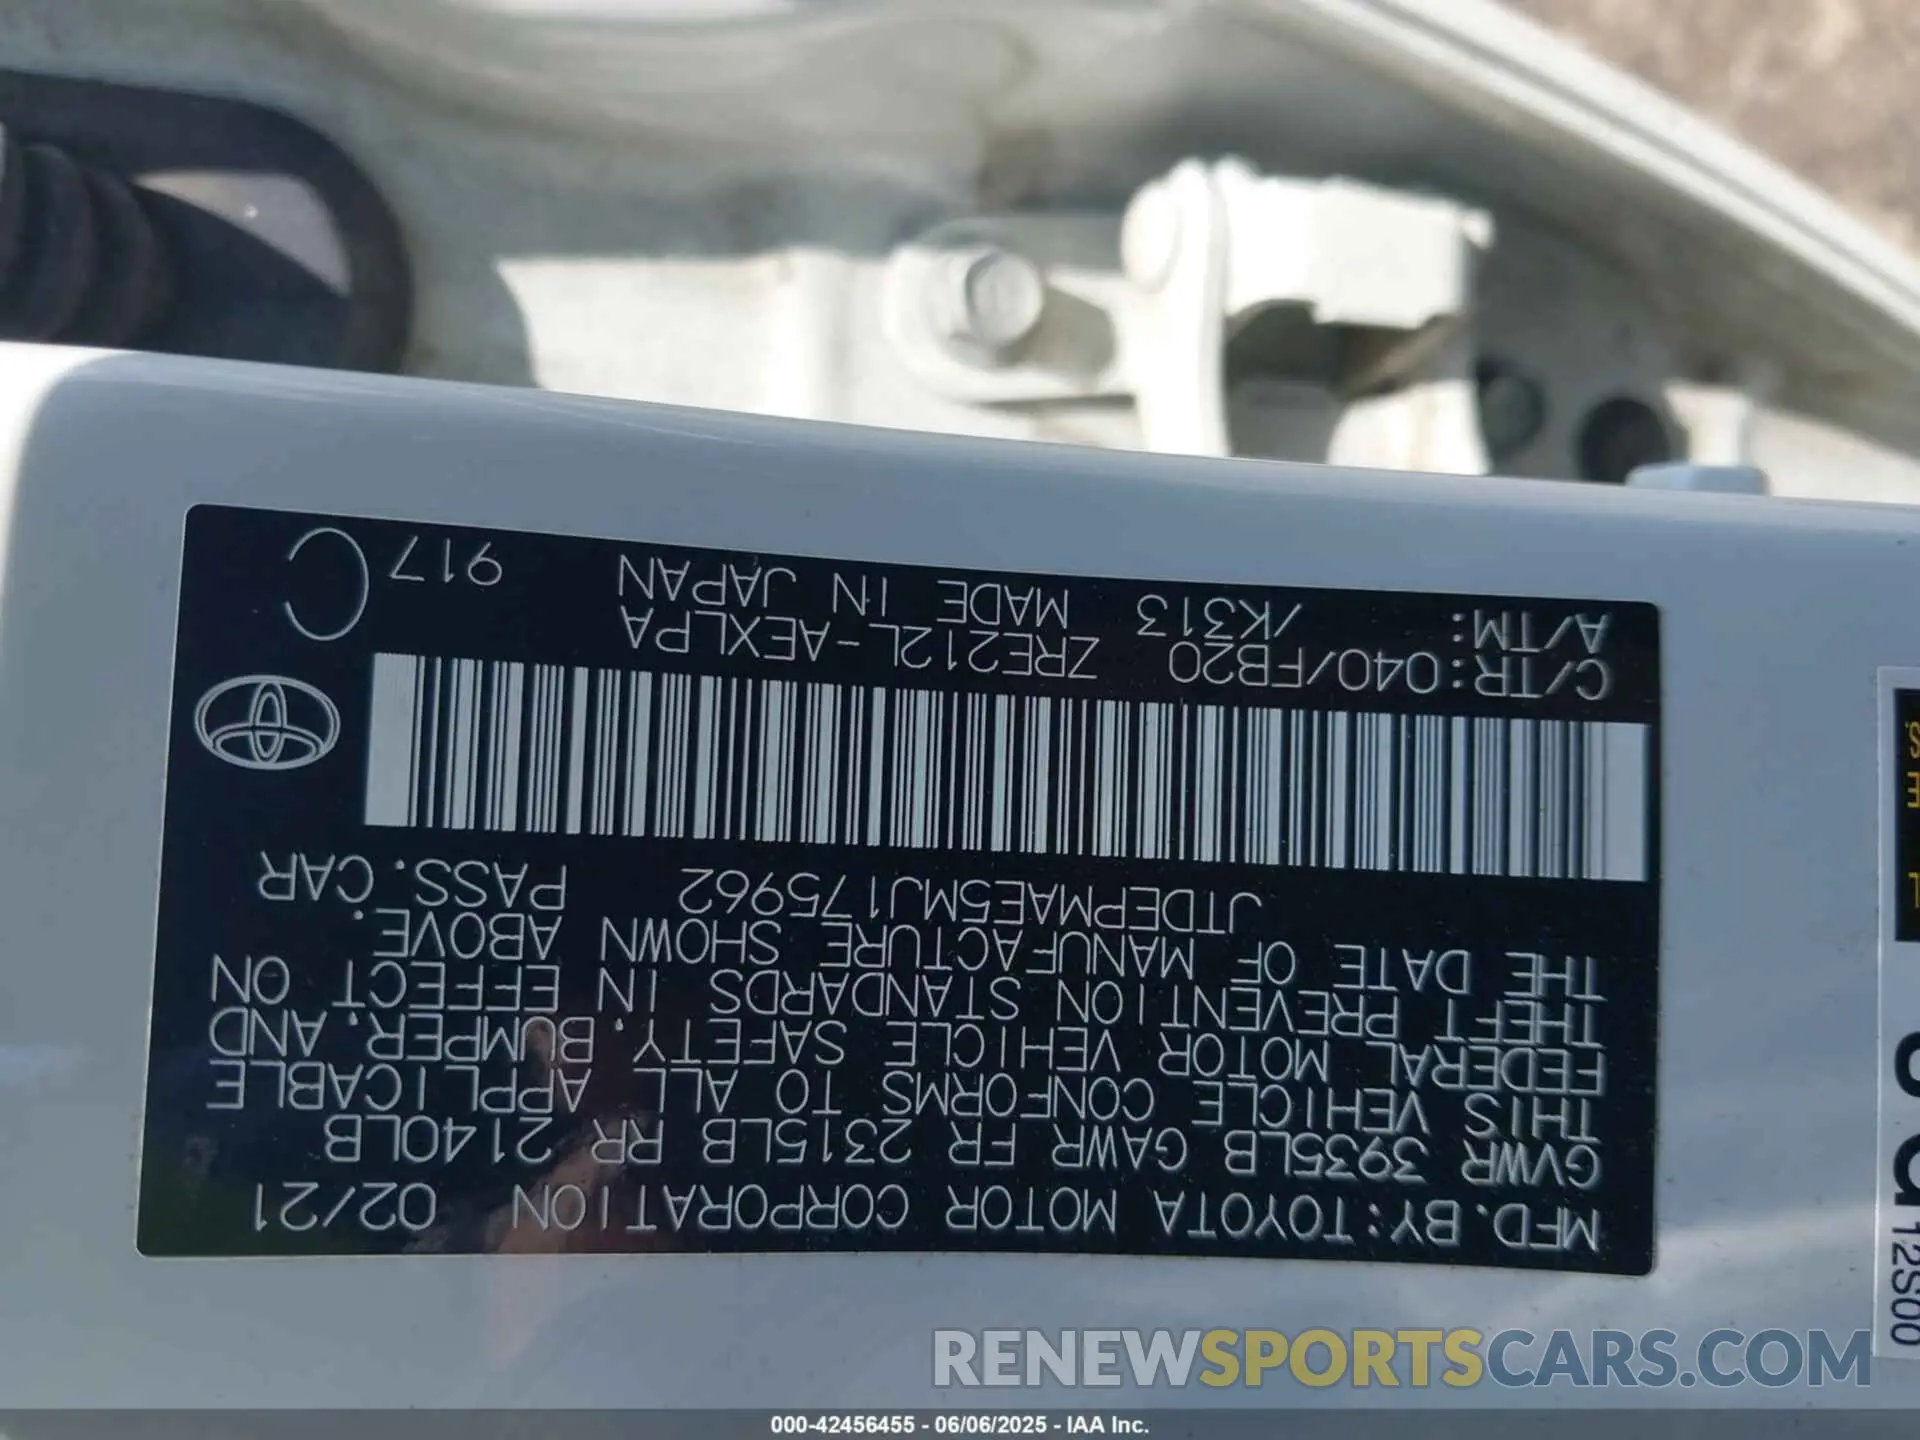 MFD. BY: TOYOTA MOTOR CORPORATION 02/21
GVWR 3935LB GAWR FR 2315LB RR 2140LB
THIS VEHICLE CONFORMS TO ALL APPLICABLE
FEDERAL MOTOR VEHICLE SAFETY. BUMPER. AND
THEFT PREVENTION STANDARDS IN EFFECT ON
THE DATE OF MANUFACTURE SHOWN ABOVE.
JTDEPMAE5MJ175962 PASS. CAR
C/TR: 040/FB20 ZRE212L-AEXLPA
A/TM: /K313 MADE IN JAPAN 917 C
12S00
RENEWSPORTSCARS.COM
000-42456455 - 06/06/2025 - IAA Inc.